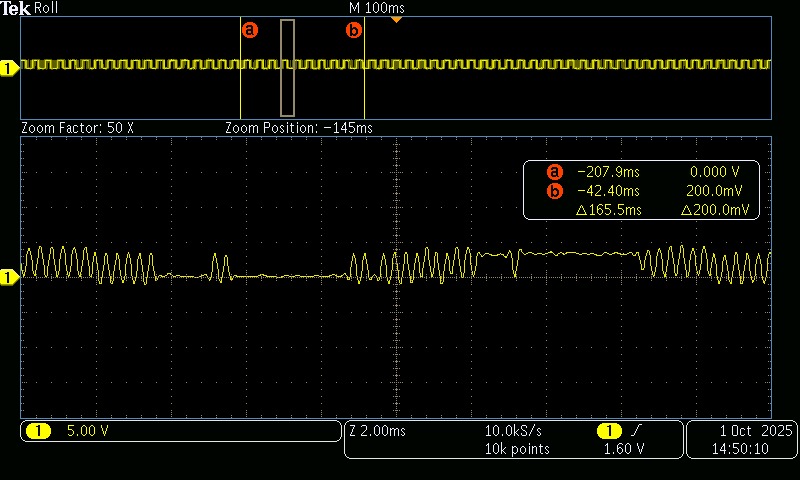 Tek Roll M 100ms
a b
1
Zoom Factor: 50 X Zoom Position: −145ms
a −207.9ms 0.000 V
b −42.40ms 200.0mV
△165.5ms △200.0mV
1
1 5.00 V Z 2.00ms 10.0kS/s 1 1 Oct 2025
10k points 1.60 V 14:50:10